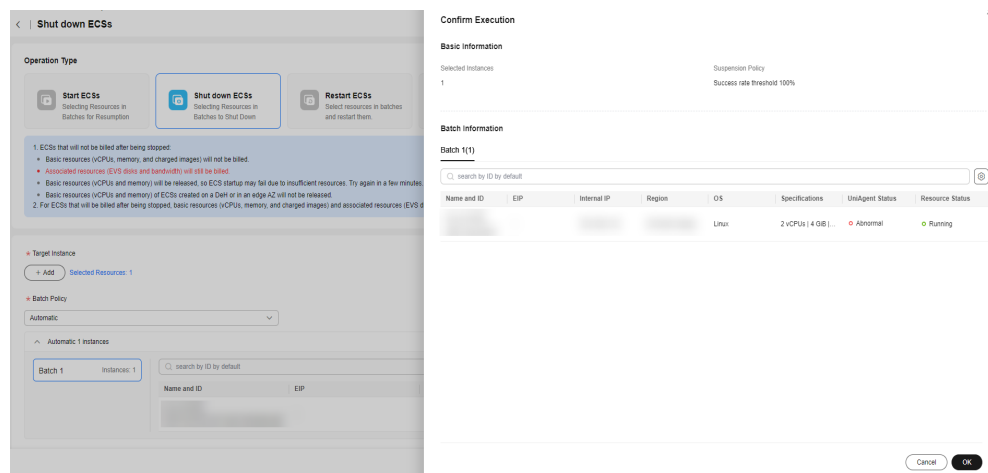 Shut down ECSs
Operation Type
Start ECSs
Selecting Resources in
Batches for Resumption
Shut down ECSs
Selecting Resources in
Batches to Shut Down
Restart ECSs
Select resources in batches
and restart them.
1. ECSs that will not be billed after being stopped:
Basic resources (vCPUs, memory, and charged images) will not be billed.
Associated resources (EVS disks and bandwidth) will still be billed.
Basic resources (vCPUs and memory) will be released, so ECS startup may fail due to insufficient resources. Try again in a few minutes.
Basic resources (vCPUs and memory) of ECSs created on a DeH or in an edge AZ will not be released.
2. For ECSs that will be billed after being stopped, basic resources (vCPUs, memory, and charged images) and associated resources (EVS d
* Target Instance
+ Add Selected Resources: 1
* Batch Policy
Automatic
Automatic 1 instances
Batch 1 Instances: 1
search by ID by default
Name and ID EIP
Confirm Execution
Basic Information
Selected Instances Suspension Policy
1 Success rate threshold 100%
Batch Information
Batch 1(1)
search by ID by default
Name and ID EIP Internal IP Region OS Specifications UniAgent Status Resource Status
Linux 2 vCPUs | 4 GiB |... Abnormal Running
Cancel OK